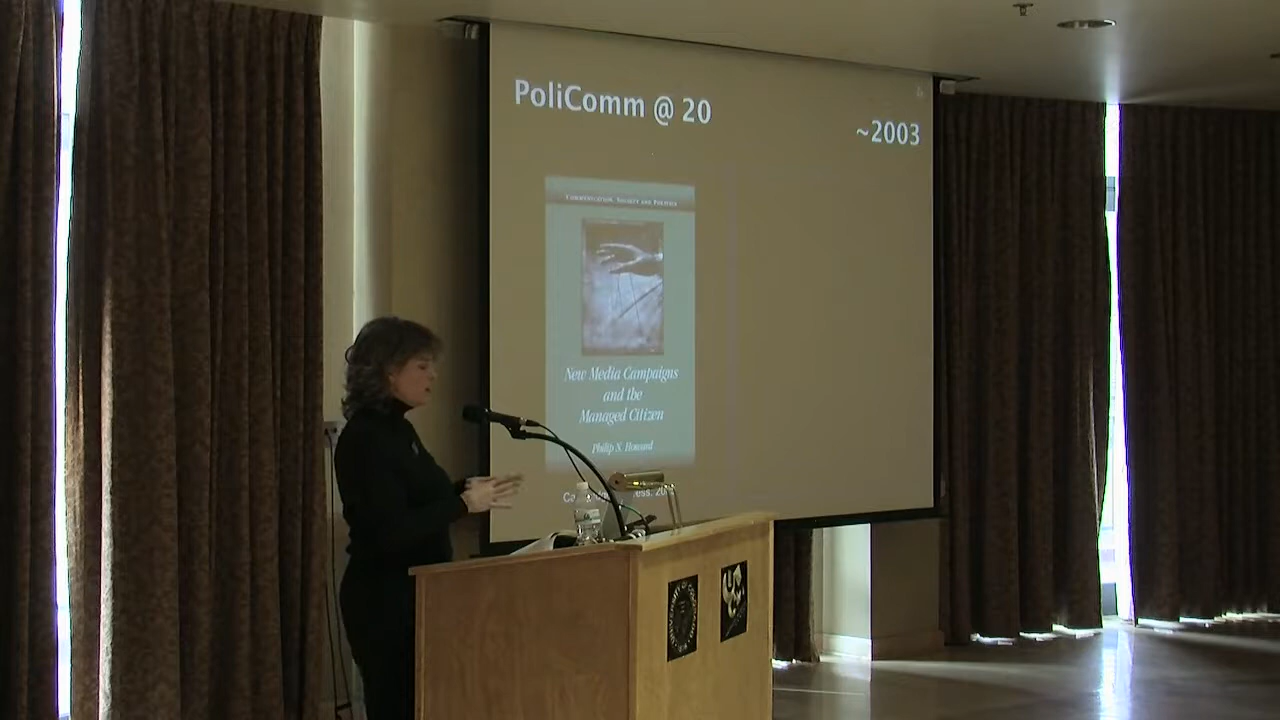 PoliComm @ 20
~2003
COMMUNICATION, SOCIETY AND POLITICS
New Media Campaigns
and the
Managed Citizen
Philip N. Howard